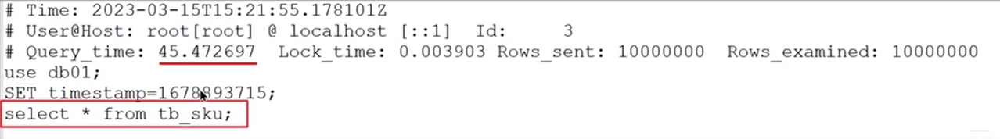 # Time: 2023-03-15T15:21:55.178101Z
# User@Host: root[root] @ localhost [::1]  Id:     3
# Query_time: 45.472697  Lock_time: 0.003903 Rows_sent: 10000000  Rows_examined: 10000000
use db01;
SET timestamp=1678893715;
select * from tb_sku;